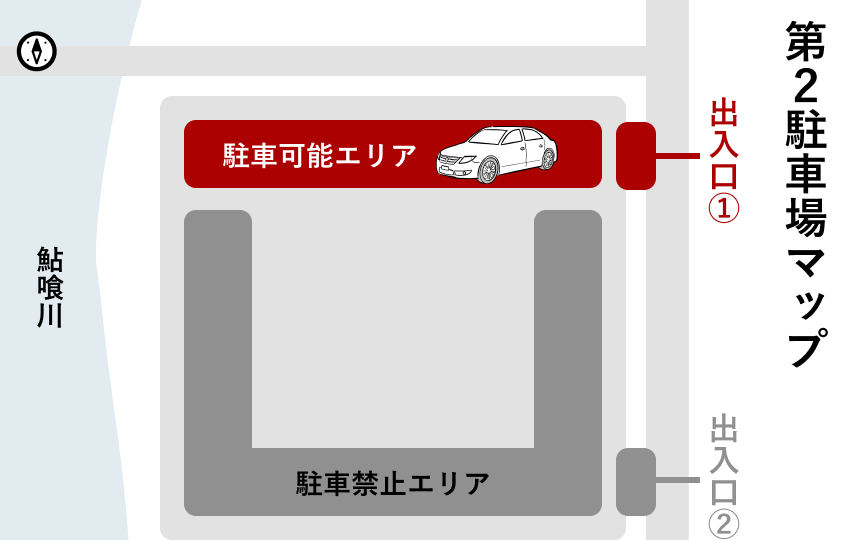 第2駐車場マップ
出入口①
駐車可能エリア
鮎喰川
出入口②
駐車禁止エリア